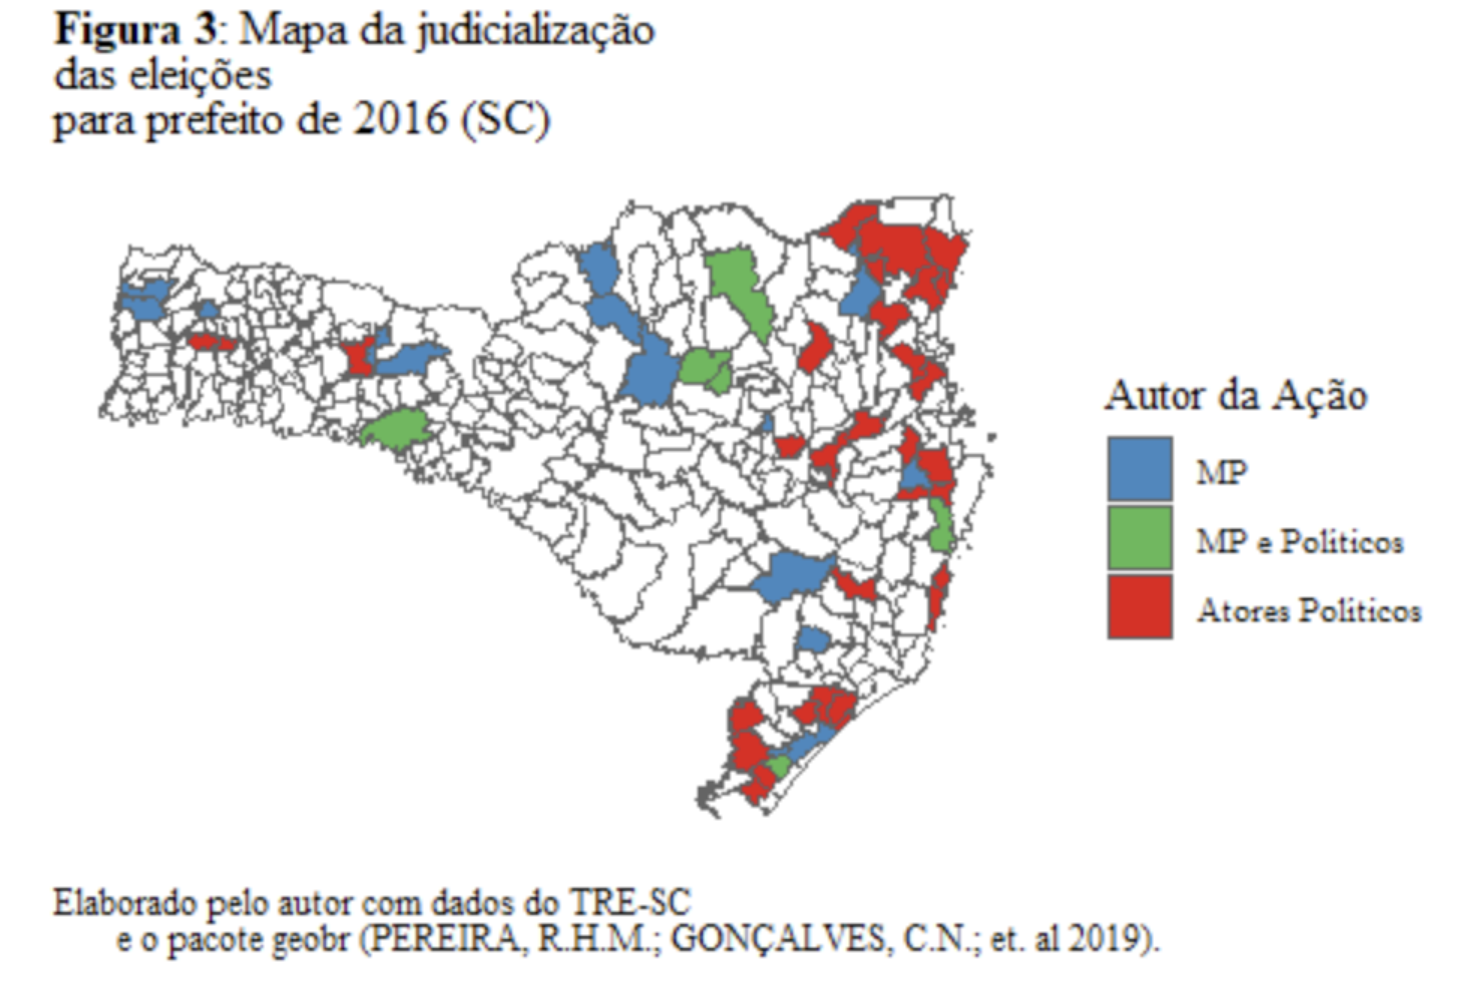 Figura 3: Mapa da judicialização
das eleições
para prefeito de 2016 (SC)
Autor da Ação
MP
MP e Políticos
Atores Políticos
Elaborado pelo autor com dados do TRE-SC
e o pacote geobr (PEREIRA, R.H.M.; GONÇALVES, C.N.; et. al 2019).